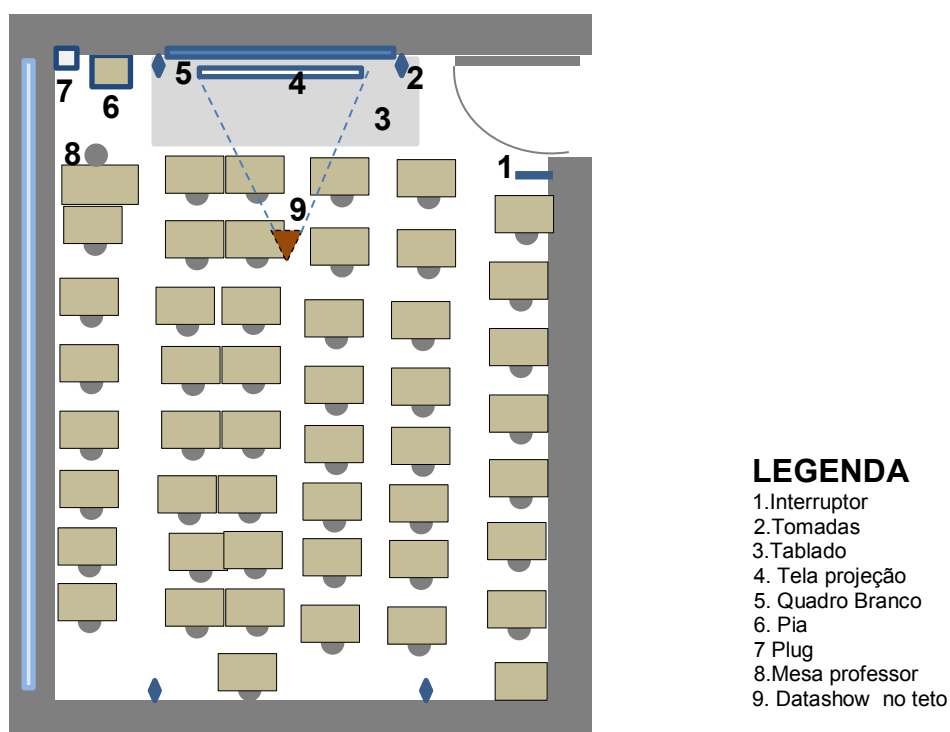 5
4
2
7
6
3
8
1
9
LEGENDA
1.Interruptor
2.Tomadas
3.Tablado
4. Tela projeção
5. Quadro Branco
6. Pia
7 Plug
8.Mesa professor
9. Datashow no teto